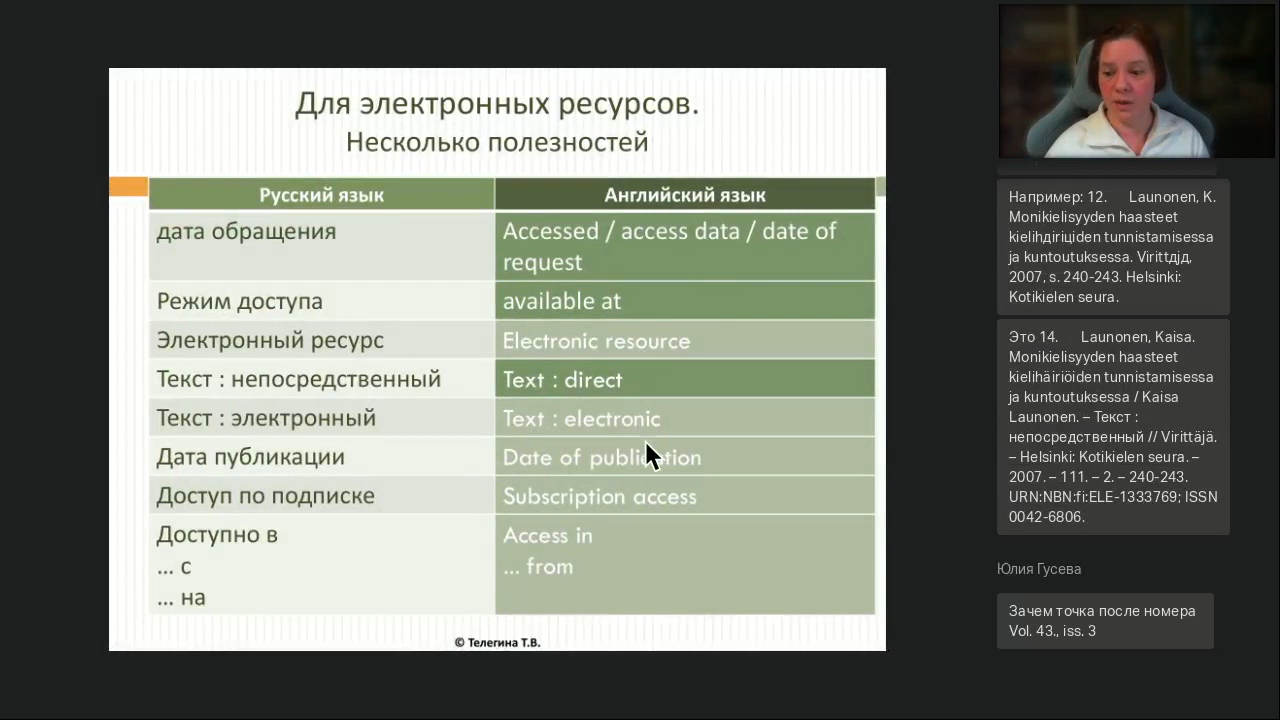 Для электронных ресурсов.
Несколько полезностей
Русский язык
Английский язык
дата обращения
Accessed / access data / date of
request
Режим доступа
available at
Электронный ресурс
Electronic resource
Текст : непосредственный
Text : direct
Текст : электронный
Text : electronic
Дата публикации
Date of publication
Доступ по подписке
Subscription access
Доступно в
... с
... на
Access in
... from
© Телегина Т.В.
Например: 12. Launonen, K.
Monikielisyyden haasteet
kielihдiriцiden tunnistamisessa
ja kuntoutuksessa. Virittдjд,
2007, s. 240-243. Helsinki:
Kotikielen seura.
Это 14. Launonen, Kaisa.
Monikielisyyden haasteet
kielihäiriöiden tunnistamisessa
ja kuntoutuksessa / Kaisa
Launonen. – Текст :
непосредственный // Virittäjä.
– Helsinki: Kotikielen seura. –
2007. – 111. – 2. – 240-243.
URN:NBN:fi:ELE-1333769; ISSN
0042-6806.
Юлия Гусева
Зачем точка после номера
Vol. 43., iss. 3